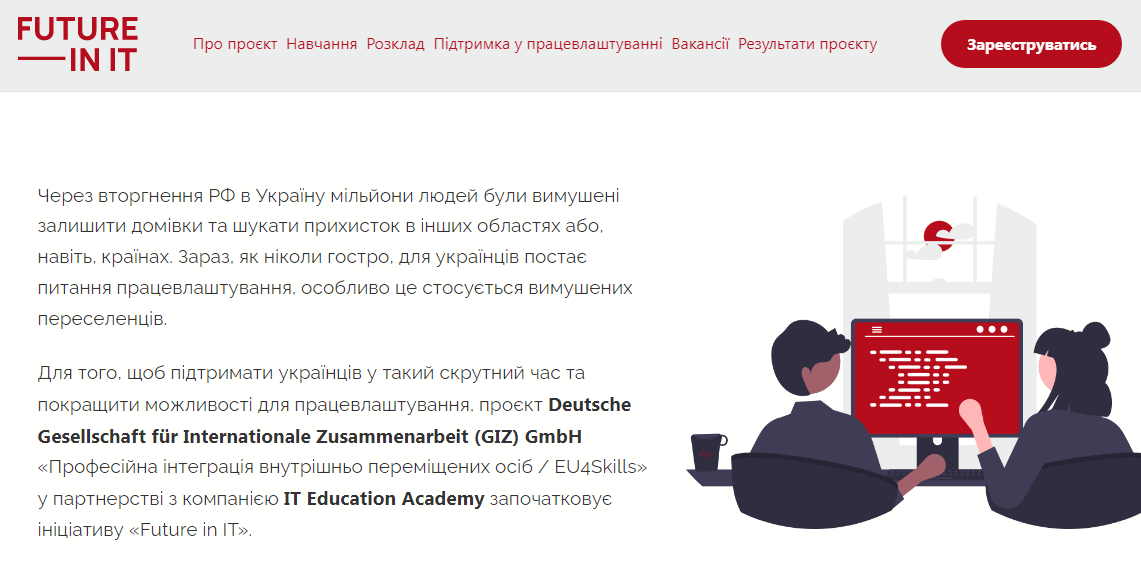 FUTURE
IN IT
Про проєкт Навчання Розклад Підтримка у працевлаштуванні Вакансії Результати проєкту
Зареєструватись
Через вторгнення РФ в Україну мільйони людей були вимушені
залишити домівки та шукати прихисток в інших областях або,
навіть, країнах. Зараз, як ніколи гостро, для українців постає
питання працевлаштування, особливо це стосується вимушених
переселенців.
Для того, щоб підтримати українців у такий скрутний час та
покращити можливості для працевлаштування, проєкт Deutsche
Gesellschaft für Internationale Zusammenarbeit (GIZ) GmbH
«Професійна інтеграція внутрішньо переміщених осіб / EU4Skills»
у партнерстві з компанією IT Education Academy започатковує
ініціативу «Future in IT».